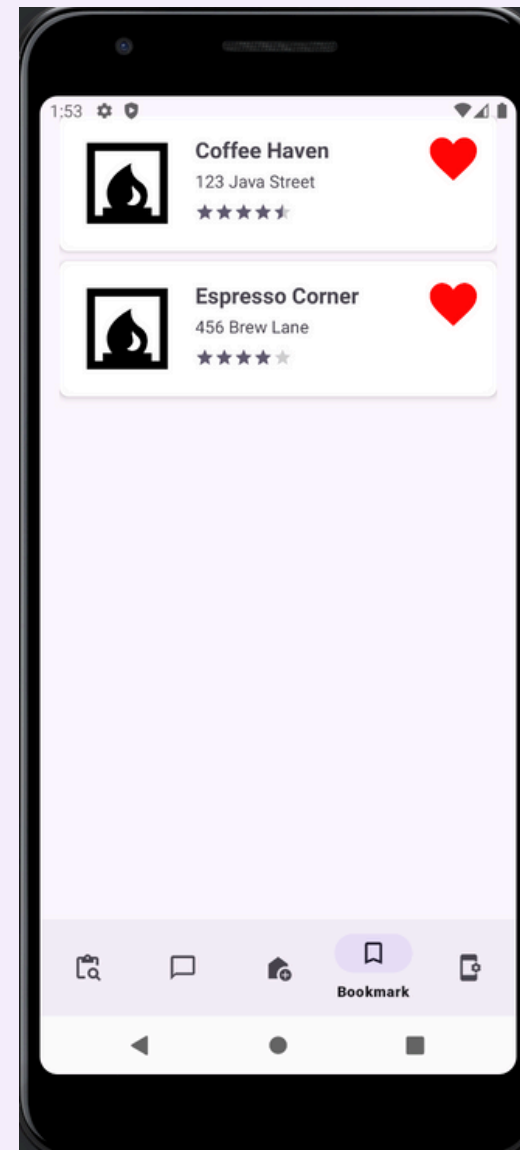 1:53
Coffee Haven
123 Java Street
Espresso Corner
456 Brew Lane
Bookmark